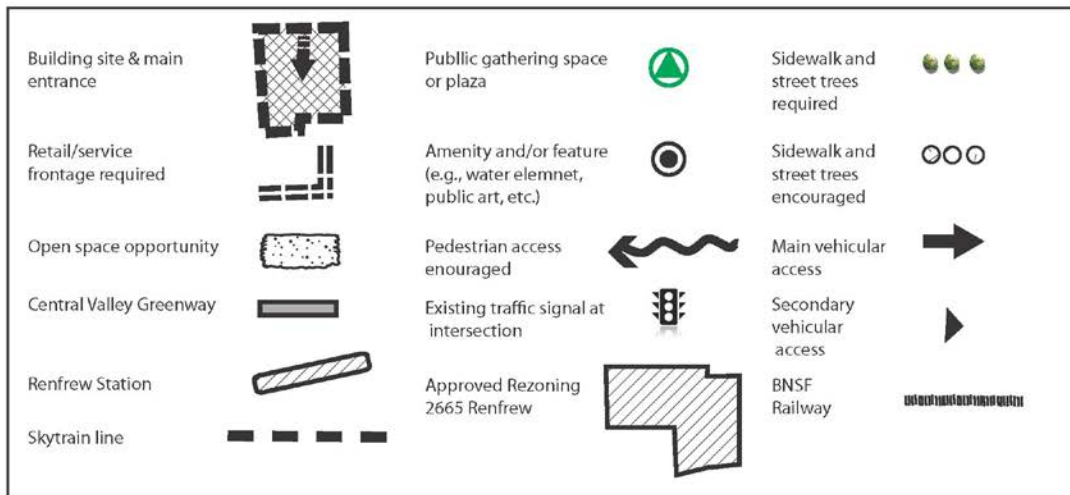 Building site & main
entrance
Retail/service
frontage required
Open space opportunity
Central Valley Greenway
Renfrew Station
Skytrain line
Publlic gathering space
or plaza
Amenity and/or feature
(e.g., water elemnet,
public art, etc.)
Pedestrian access
enouraged
Existing traffic signal at
intersection
Approved Rezoning
2665 Renfrew
Sidewalk and
street trees
required
Sidewalk and
street trees
encouraged
Main vehicular
access
Secondary
vehicular
access
BNSF
Railway